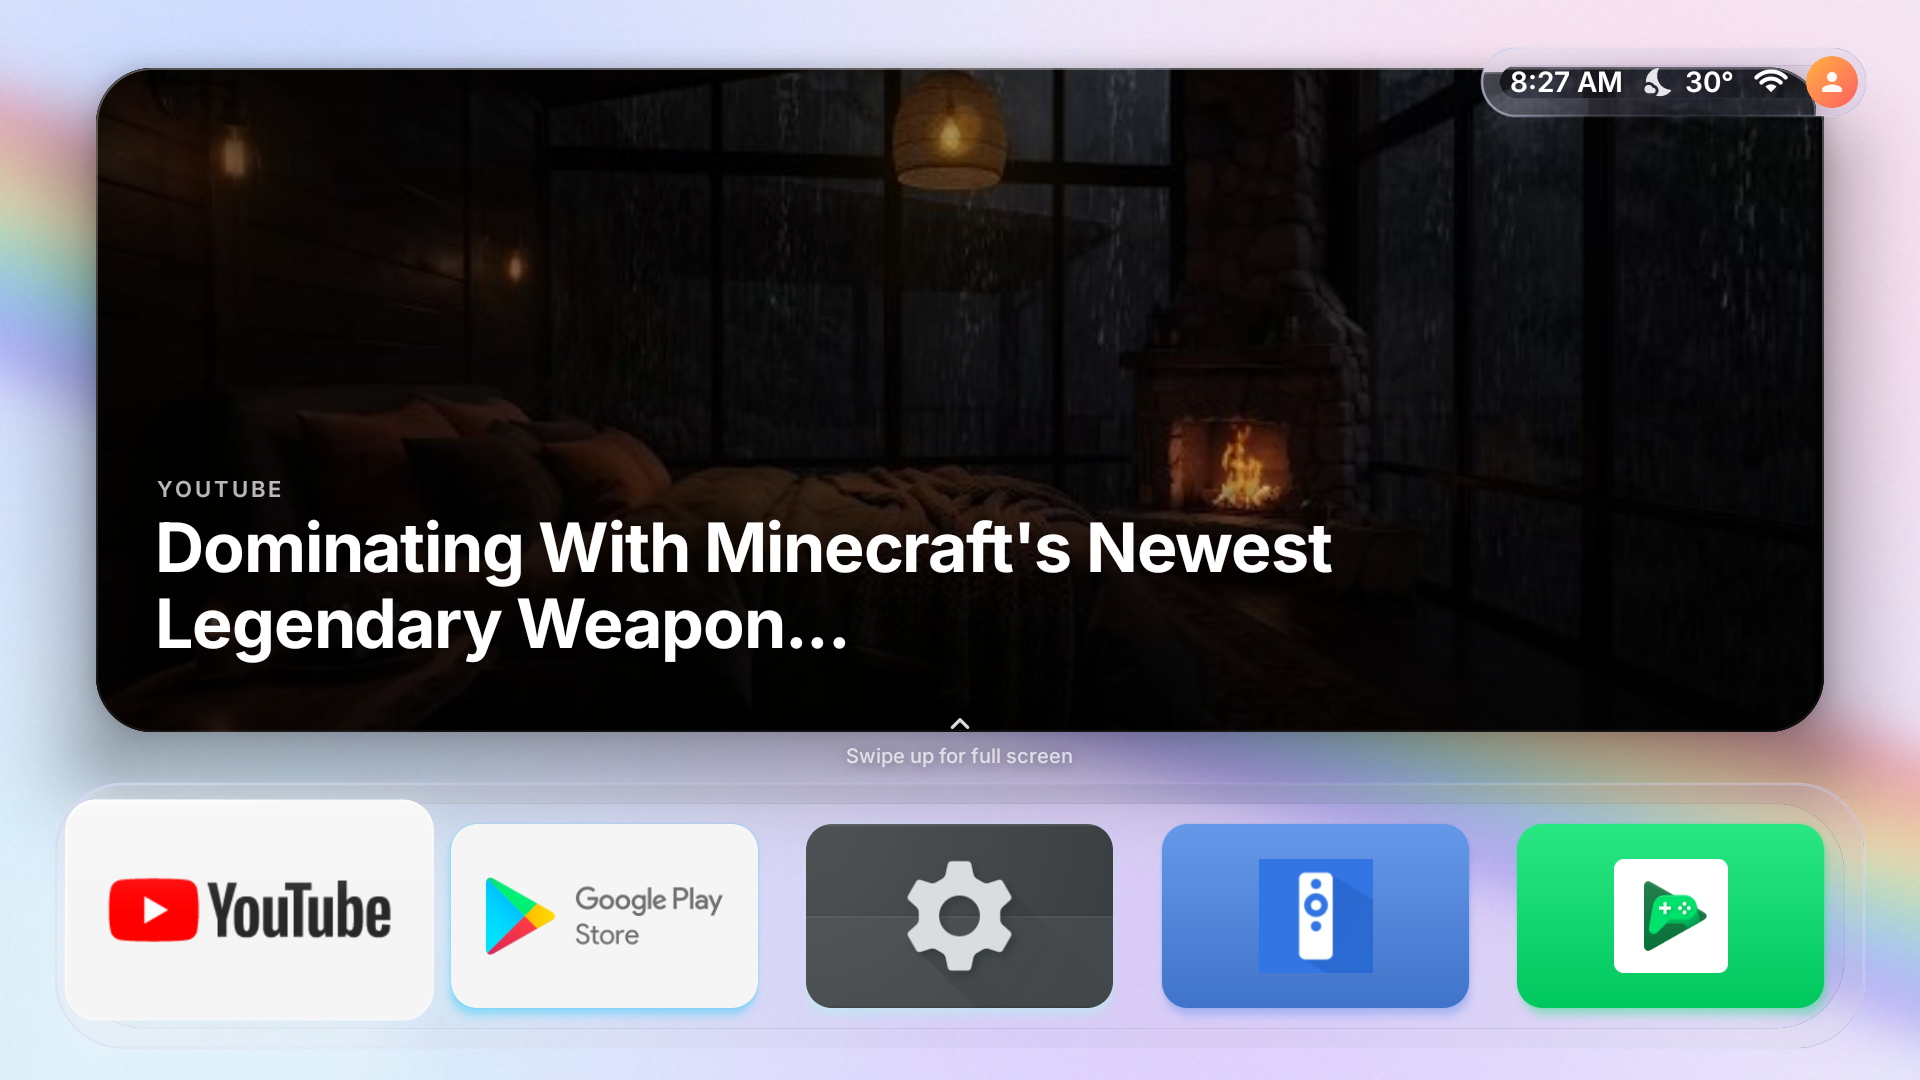 8:27 AM 30°
YOUTUBE
Dominating With Minecraft's Newest
Legendary Weapon...
Swipe up for full screen
YouTube
Google Play
Store